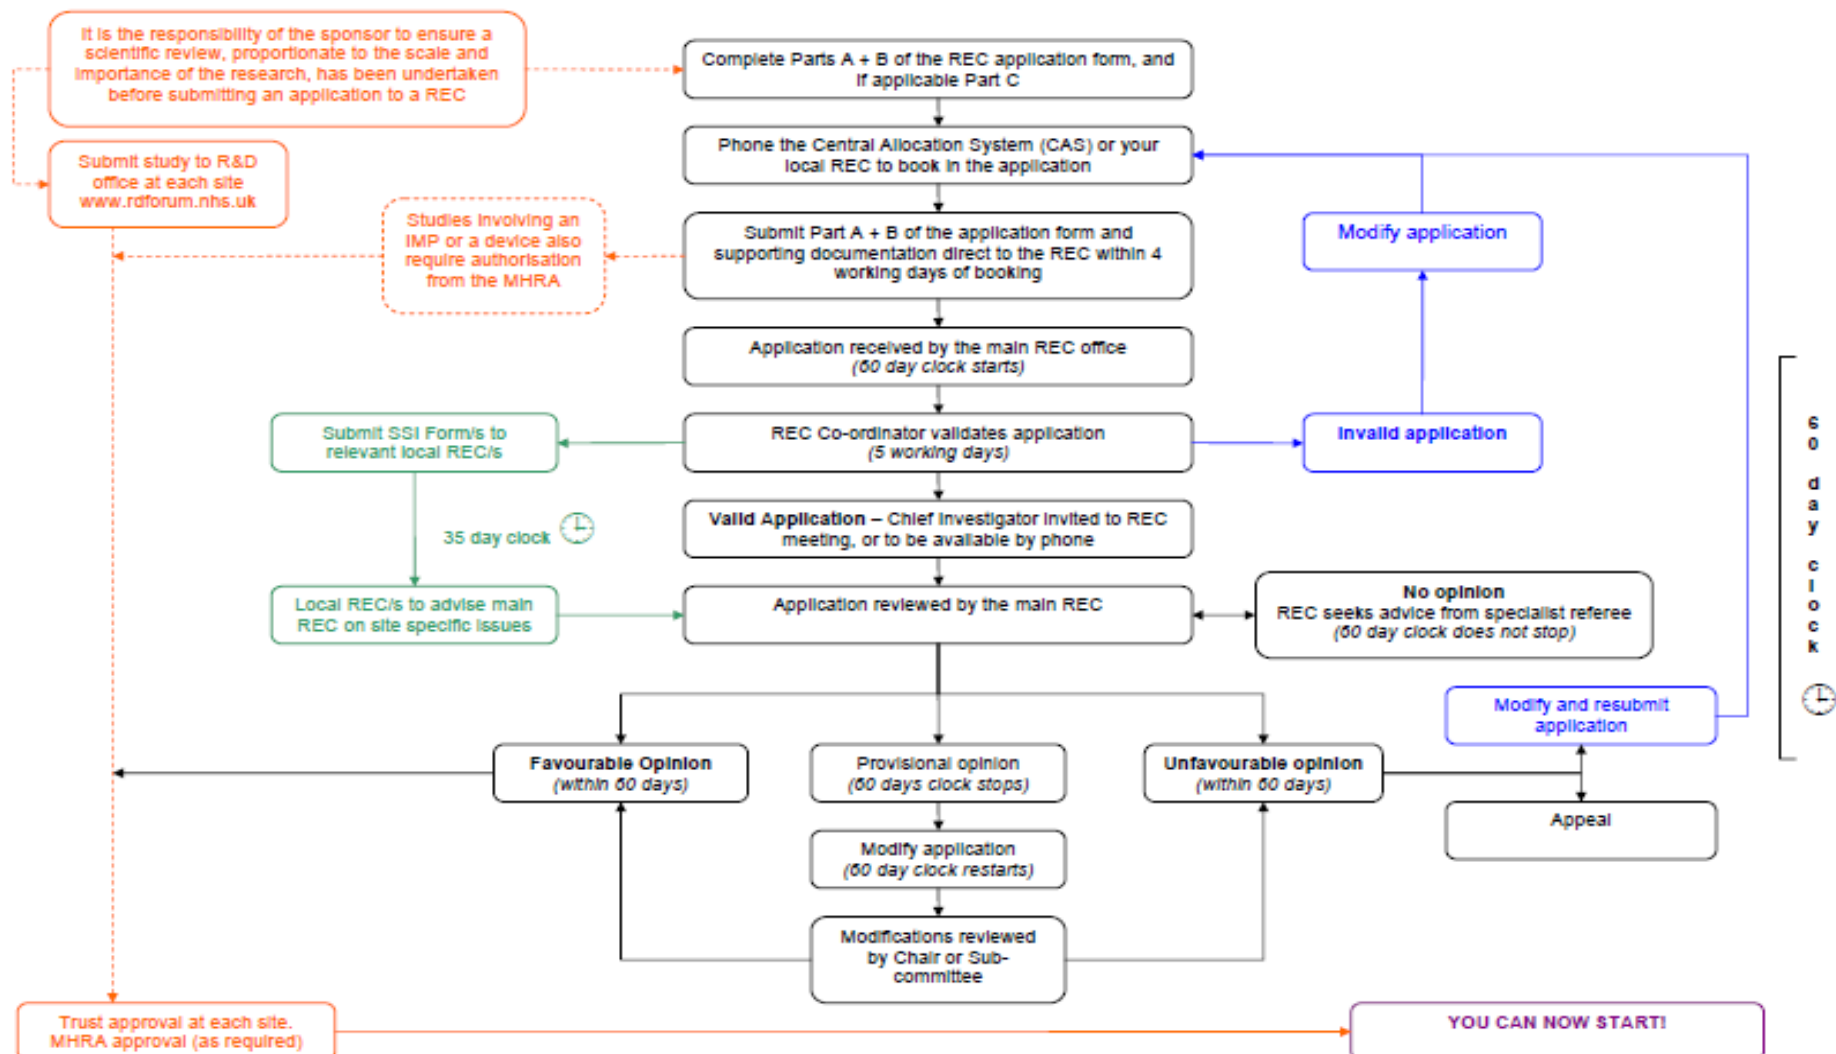 It is the responsibility of the sponsor to ensure a
scientific review, proportionate to the scale and
importance of the research, has been undertaken
before submitting an application to a REC
Complete Parts A + B of the REC application form, and
if applicable Part C
Submit study to R&D
office at each site
www.rdforum.nhs.uk
Phone the Central Allocation System (CAS) or your
local REC to book in the application
Studies involving an
IMP or a device also
require authorisation
from the MHRA
Submit Part A + B of the application form and
supporting documentation direct to the REC within 4
working days of booking
Modify application
Application received by the main REC office
(60 day clock starts)
Submit SSI Form/s to
relevant local REC/s
REC Co-ordinator validates application
(5 working days)
Invalid application
35 day clock
Valid Application – Chief Investigator invited to REC
meeting, or to be available by phone
Local REC/s to advise main
REC on site specific issues
Application reviewed by the main REC
No opinion
REC seeks advice from specialist referee
(60 day clock does not stop)
60 day clock
Modify and resubmit
application
Favourable Opinion
(within 60 days)
Provisional opinion
(60 days clock stops)
Unfavourable opinion
(within 60 days)
Appeal
Modify application
(60 day clock restarts)
Modifications reviewed
by Chair or Sub-
committee
Trust approval at each site.
MHRA approval (as required)
YOU CAN NOW START!